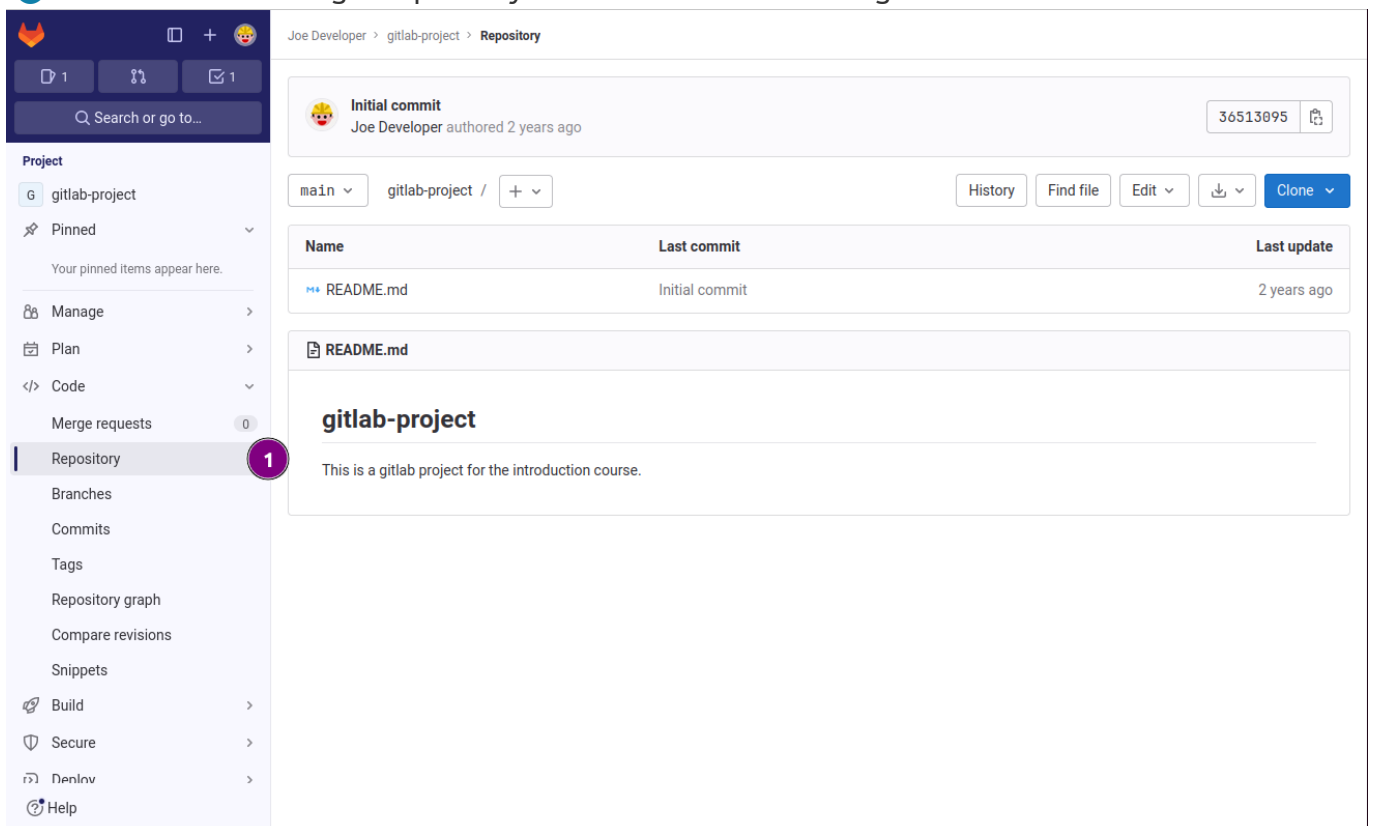 Joe Developer > gitlab-project > Repository
1 1
Search or go to...
Initial commit
Joe Developer authored 2 years ago
36513095
Project
G gitlab-project
Pinned
Your pinned items appear here.
Manage
Plan
Code
Merge requests 0
Repository 1
Branches
Commits
Tags
Repository graph
Compare revisions
Snippets
Build
Secure
Deploy
Help
main gitlab-project / +
History Find file Edit Clone
Name Last commit Last update
M README.md Initial commit 2 years ago
README.md
gitlab-project
This is a gitlab project for the introduction course.